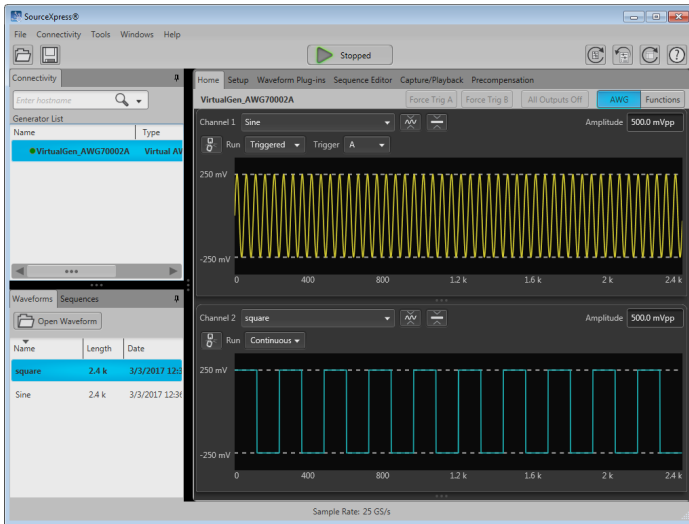 SourceXpress®
File Connectivity Tools Windows Help
Stopped
Connectivity
Enter hostname
Generator List
Name Type
VirtualGen_AWG70002A Virtual AW
Waveforms Sequences
Open Waveform
Name Length Date
square 2.4 k 3/3/2017 12:3
Sine 2.4 k 3/3/2017 12:36
Home Setup Waveform Plug-ins Sequence Editor Capture/Playback Precompensation
VirtualGen_AWG70002A Force Trig A Force Trig B All Outputs Off AWG Functions
Channel 1 Sine Amplitude 500.0 mVpp
Run Triggered Trigger A
250 mV
-250 mV
0 400 800 1.2 k 1.6 k 2 k 2.4 k
Channel 2 square Amplitude 500.0 mVpp
Run Continuous
250 mV
-250 mV
0 400 800 1.2 k 1.6 k 2 k 2.4 k
Sample Rate: 25 GS/s